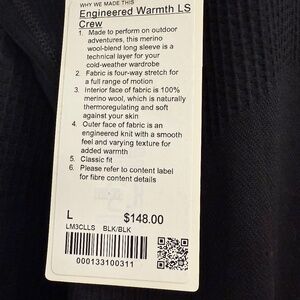 WHY WE MADE THIS
Engineered Warmth LS
Crew
1. Made to perform on outdoor
adventures, this merino
wool-blend long sleeve is a
technical layer for your
cold-weather wardrobe
2. Fabric is four-way stretch for
a full range of motion
3. Interior face of fabric is 100%
merino wool, which is naturally
thermoregulating and soft
against your skin
4. Outer face of fabric is an
engineered knit with a smooth
feel and varying texture for
added warmth
5. Classic fit
6. Please refer to content label
for fibre content details
L $148.00
LM3CLLS BLK/BLK
000133100311